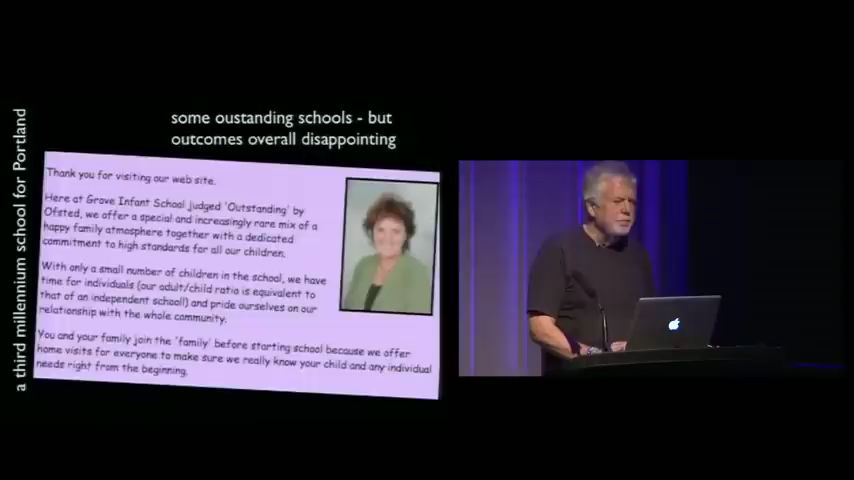 some oustanding schools - but
outcomes overall disappointing
a third millennium school for Portland
Thank you for visiting our web site.
Here at Grove Infant School judged 'Outstanding' by
Ofsted, we offer a special and increasingly rare mix of a
happy family atmosphere together with a dedicated
commitment to high standards for all our children.
With only a small number of children in the school, we have
time for individuals (our adult/child ratio is equivalent to
that of an independent school) and pride ourselves on our
relationship with the whole community.
You and your family join the 'family' before starting school because we offer
home visits for everyone to make sure we really know your child and any individual
needs right from the beginning.